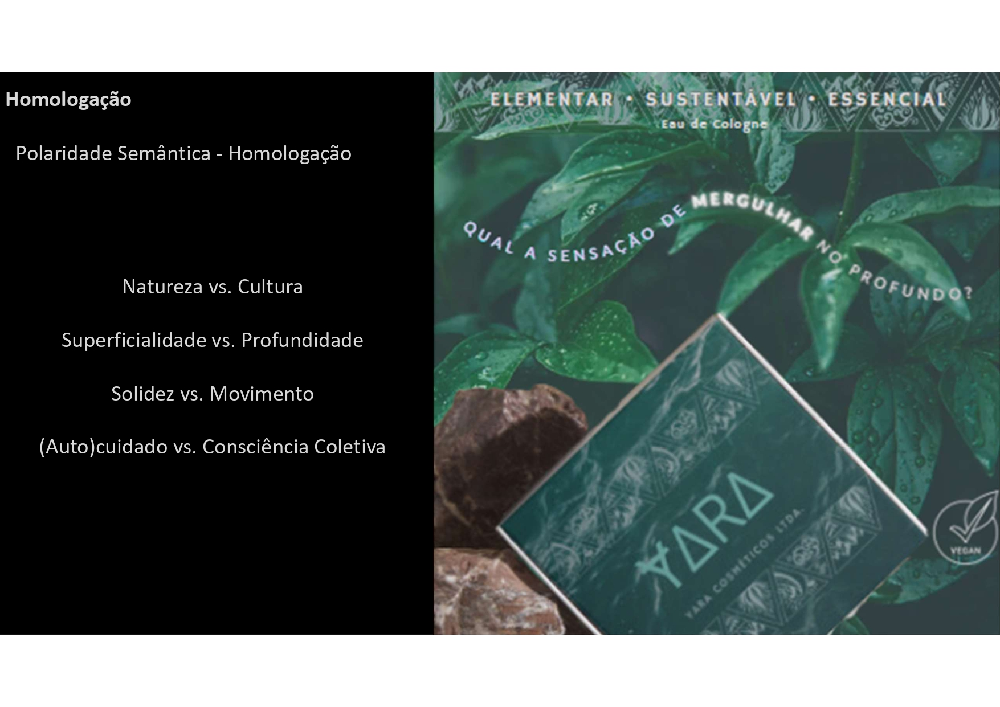 Homologação
Polaridade Semântica - Homologação
Natureza vs. Cultura
Superficialidade vs. Profundidade
Solidez vs. Movimento
(Auto)cuidado vs. Consciência Coletiva
ELEMENTAR • SUSTENTÁVEL • ESSENCIAL
Eau de Cologne
QUAL A SENSAÇÃO DE MERGULHAR NO PROFUNDO?
YARA
YARA COSMÉTICOS LTDA.
VEGAN